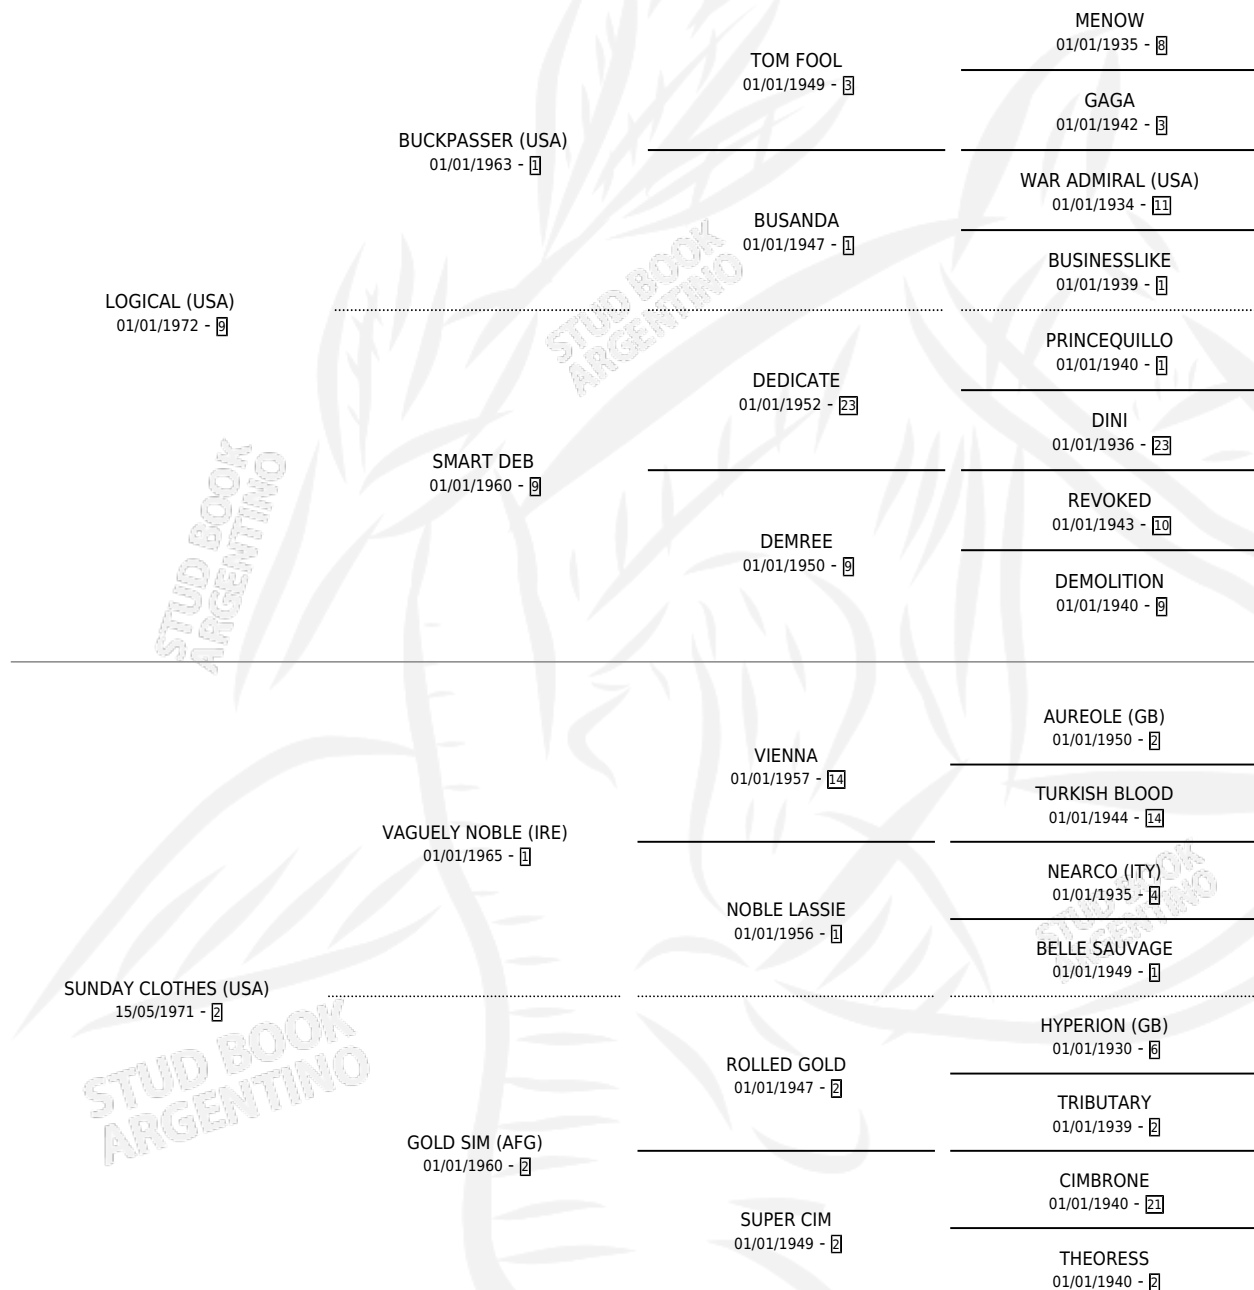 MENOW
01/01/1935 - 8
TOM FOOL
01/01/1949 - 3
GAGA
01/01/1942 - 3
BUCKPASSER (USA)
01/01/1963 - 1
WAR ADMIRAL (USA)
01/01/1934 - 11
BUSANDA
01/01/1947 - 1
BUSINESSLIKE
01/01/1939 - 1
LOGICAL (USA)
01/01/1972 - 9
PRINCEQUILLO
01/01/1940 - 1
DEDICATE
01/01/1952 - 23
DINI
01/01/1936 - 23
SMART DEB
01/01/1960 - 9
REVOKED
01/01/1943 - 10
DEMREE
01/01/1950 - 9
DEMOLITION
01/01/1940 - 9
AUREOLE (GB)
01/01/1950 - 2
VIENNA
01/01/1957 - 14
TURKISH BLOOD
01/01/1944 - 14
VAGUELY NOBLE (IRE)
01/01/1965 - 1
NEARCO (ITY)
01/01/1935 - 4
NOBLE LASSIE
01/01/1956 - 1
BELLE SAUVAGE
01/01/1949 - 1
SUNDAY CLOTHES (USA)
15/05/1971 - 2
HYPERION (GB)
01/01/1930 - 6
ROLLED GOLD
01/01/1947 - 2
TRIBUTARY
01/01/1939 - 2
GOLD SIM (AFG)
01/01/1960 - 2
CIMBRONE
01/01/1940 - 21
SUPER CIM
01/01/1949 - 2
THEORESS
01/01/1940 - 2
STUD BOOK
ARGENTINO
STUD BOOK
ARGENTINO
STUD BOOK
ARGENTINO
STUD BOOK
ARGENTINO